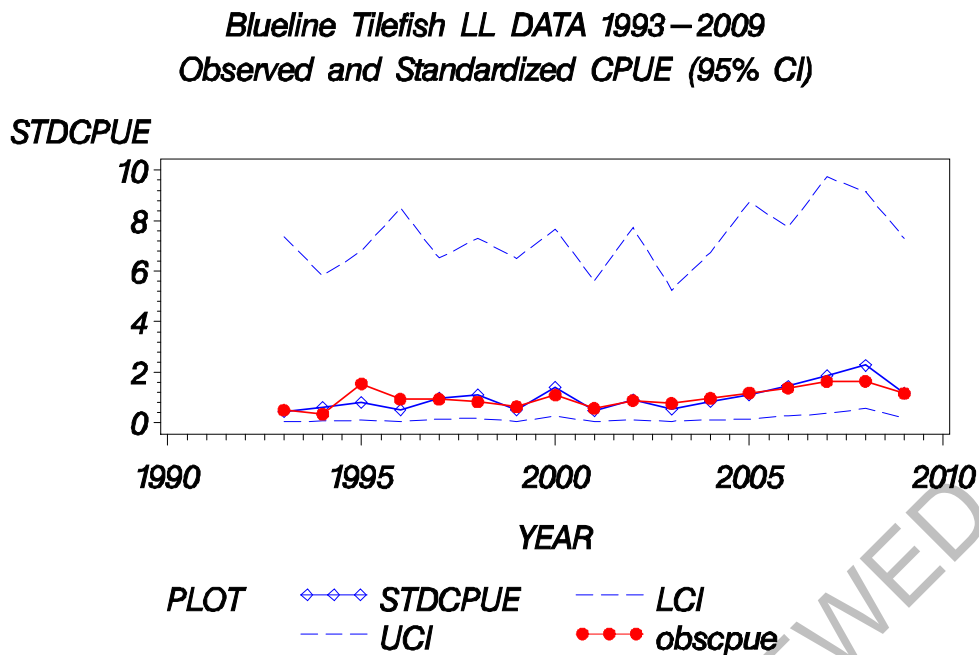 Blueline Tilefish LL DATA 1993–2009
Observed and Standardized CPUE (95% CI)
STDCPUE
10
8
6
4
2
0
1990 1995 2000 2005 2010
YEAR
PLOT STDCPUE LCI
UCI obscpue